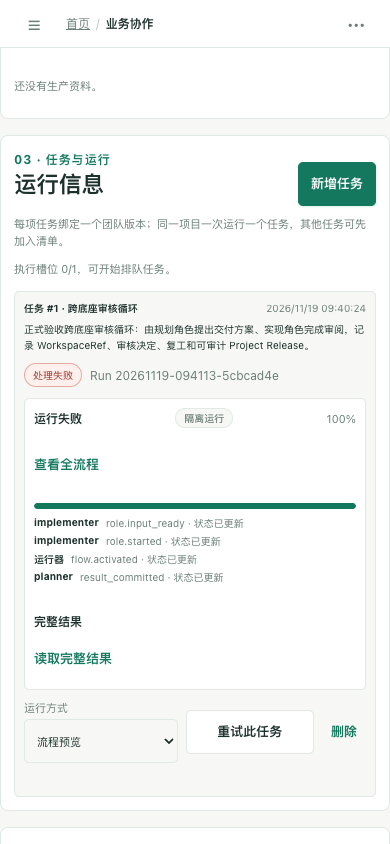 首页 / 业务协作
还没有生产资料。
03 · 任务与运行
运行信息
新增任务
每项任务绑定一个团队版本；同一项目一次运行一个任务，其他任务可先
加入清单。
执行槽位 0/1，可开始排队任务。
任务 #1 · 跨底座审核循环
2026/11/19 09:40:24
正式验收跨底座审核循环：由规划角色提出交付方案、实现角色完成审阅，记
录 WorkspaceRef、审核决定、复工和可审计 Project Release。
处理失败
Run 20261119-094113-5cbcad4e
运行失败
隔离运行
100%
查看全流程
implementer role.input_ready · 状态已更新
implementer role.started · 状态已更新
运行器 flow.activated · 状态已更新
planner result_committed · 状态已更新
完整结果
读取完整结果
运行方式
流程预览
重试此任务
删除